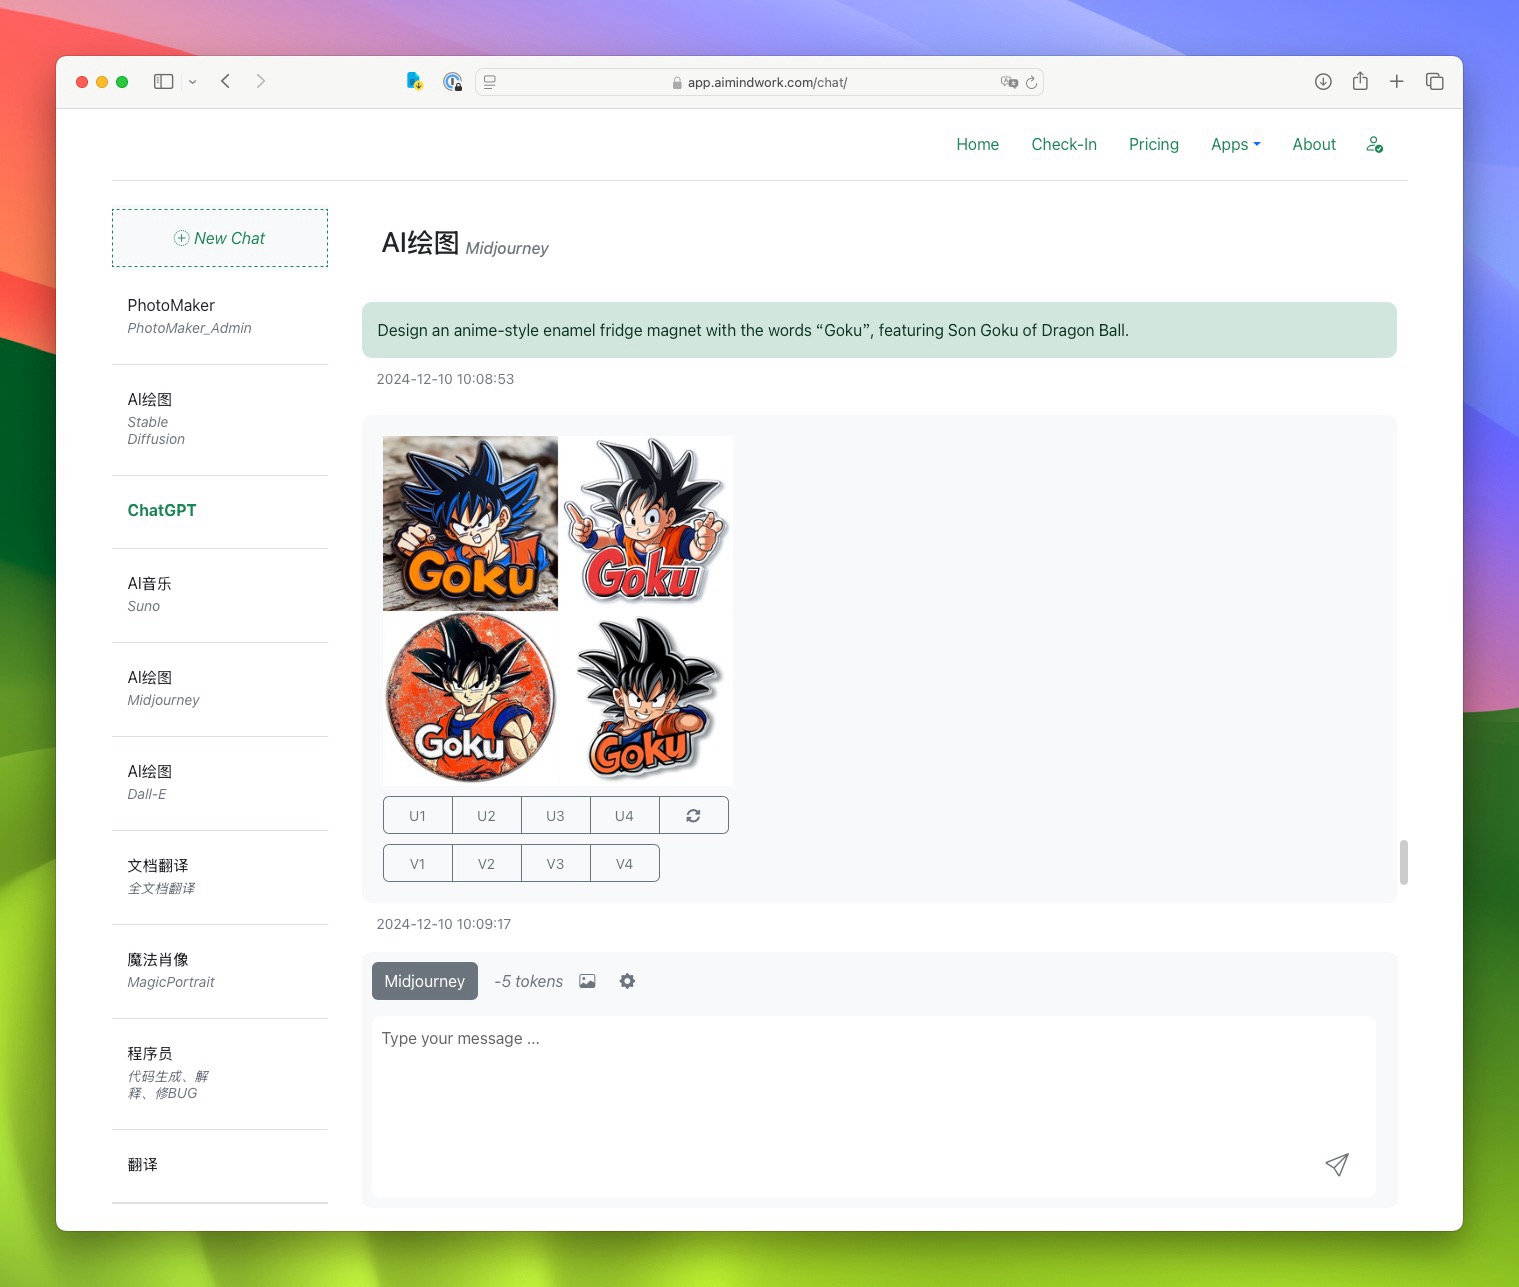 app.aimindwork.com/chat/
Home
Check-In
Pricing
Apps
About
New Chat
PhotoMaker
PhotoMaker_Admin
AI绘图
Stable
Diffusion
ChatGPT
AI音乐
Suno
AI绘图
Midjourney
AI绘图
Dall-E
文档翻译
全文档翻译
魔法肖像
MagicPortrait
程序员
代码生成、解
释、修BUG
翻译
AI绘图 Midjourney
Design an anime-style enamel fridge magnet with the words “Goku”, featuring Son Goku of Dragon Ball.
2024-12-10 10:08:53
Goku
Goku
Goku
Goku
U1
U2
U3
U4
V1
V2
V3
V4
2024-12-10 10:09:17
Midjourney
-5 tokens
Type your message ...